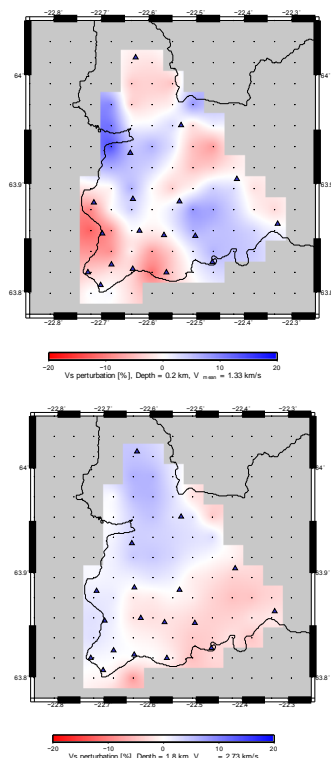 −22.8˚ −22.7˚ −22.6˚ −22.5˚ −22.4˚ −22.3˚
64˚ 64˚
63.9˚ 63.9˚
63.8˚ 63.8˚
−22.8˚ −22.7˚ −22.6˚ −22.5˚ −22.4˚ −22.3˚
−20 −10 0 10 20
Vs perturbation [%], Depth = 0.2 km, V mean = 1.33 km/s
−22.8˚ −22.7˚ −22.6˚ −22.5˚ −22.4˚ −22.3˚
64˚ 64˚
63.9˚ 63.9˚
63.8˚ 63.8˚
−22.8˚ −22.7˚ −22.6˚ −22.5˚ −22.4˚ −22.3˚
−20 −10 0 10 20
Vs perturbation [%], Depth = 1.8 km, V = 2.73 km/s